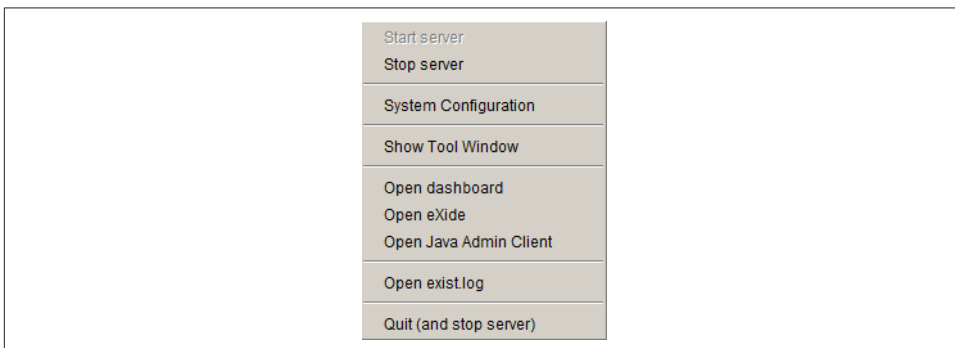 Start server
Stop server
System Configuration
Show Tool Window
Open dashboard
Open eXide
Open Java Admin Client
Open exist.log
Quit (and stop server)